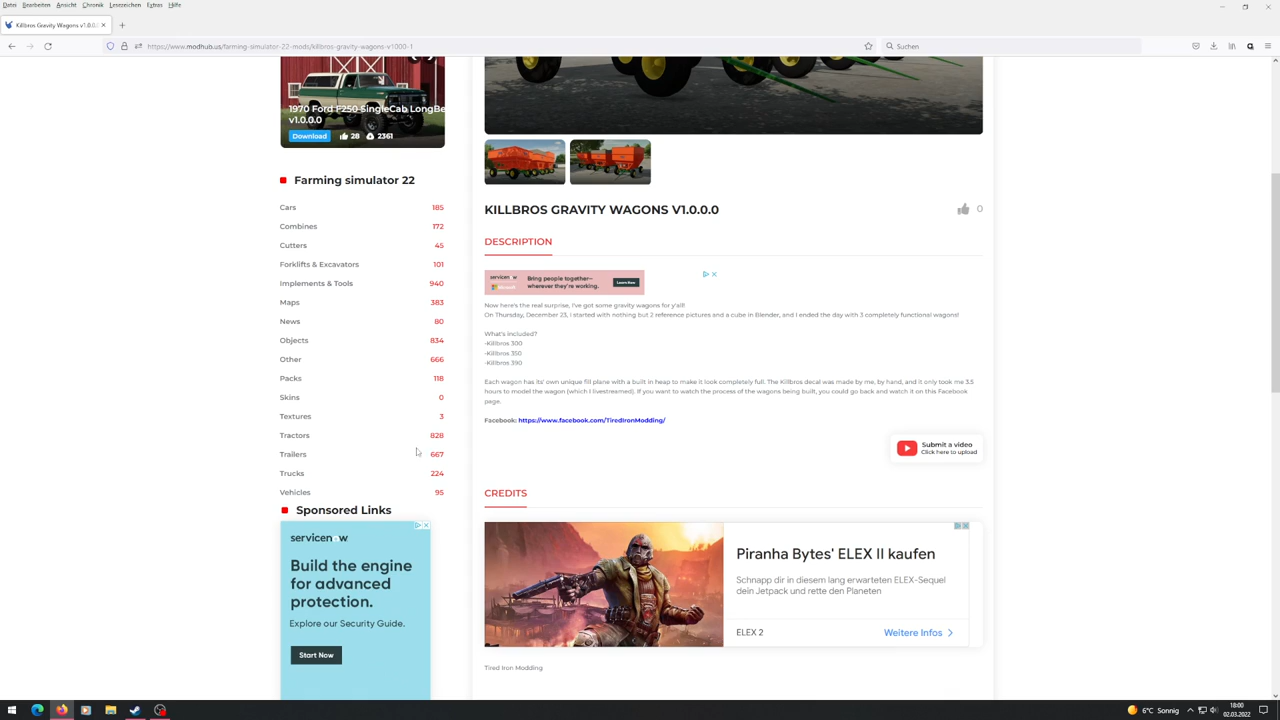 Datei Bearbeiten Ansicht Chronik Lesezeichen Extras Hilfe
Killbros Gravity Wagons v1.0.0.
https://www.modhub.us/farming-simulator-22-mods/killbros-gravity-wagons-v1000-1
Suchen
1970 Ford F250 SingleCab LongBe
v1.0.0.0
Download 28 2361
Farming simulator 22
Cars 185
Combines 172
Cutters 45
Forklifts & Excavators 101
Implements & Tools 940
Maps 383
News 80
Objects 834
Other 666
Packs 118
Skins 0
Textures 3
Tractors 828
Trailers 667
Trucks 224
Vehicles 95
Sponsored Links
servicenow
Build the engine
for advanced
protection.
Explore our Security Guide.
Start Now
KILLBROS GRAVITY WAGONS V1.0.0.0
0
DESCRIPTION
servicenow
Microsoft
Bring people together—
wherever they're working.
Learn More
Now here's the real surprise, I've got some gravity wagons for y'all!
On Thursday, December 23, I started with nothing but 2 reference pictures and a cube in Blender, and I ended the day with 3 completely functional wagons!
What's included?
-Killbros 300
-Killbros 350
-Killbros 390
Each wagon has its' own unique fill plane with a built in heap to make it look completely full. The Killbros decal was made by me, by hand, and it only took me 3.5
hours to model the wagon (which I livestreamed). If you want to watch the process of the wagons being built, you could go back and watch it on this Facebook
page.
Facebook: https://www.facebook.com/TiredIronModding/
Submit a video
Click here to upload
CREDITS
Piranha Bytes' ELEX II kaufen
Schnapp dir in diesem lang erwarteten ELEX-Sequel
dein Jetpack und rette den Planeten
ELEX 2
Weitere Infos
Tired Iron Modding
6°C Sonnig
18:00
02.03.2022